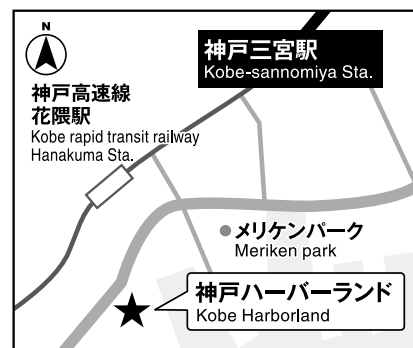 N
神戸三宮駅
Kobe-sannomiya Sta.
神戸高速線
花隈駅
Kobe rapid transit railway
Hanakuma Sta.
メリケンパーク
Meriken park
神戸ハーバーランド
Kobe Harborland